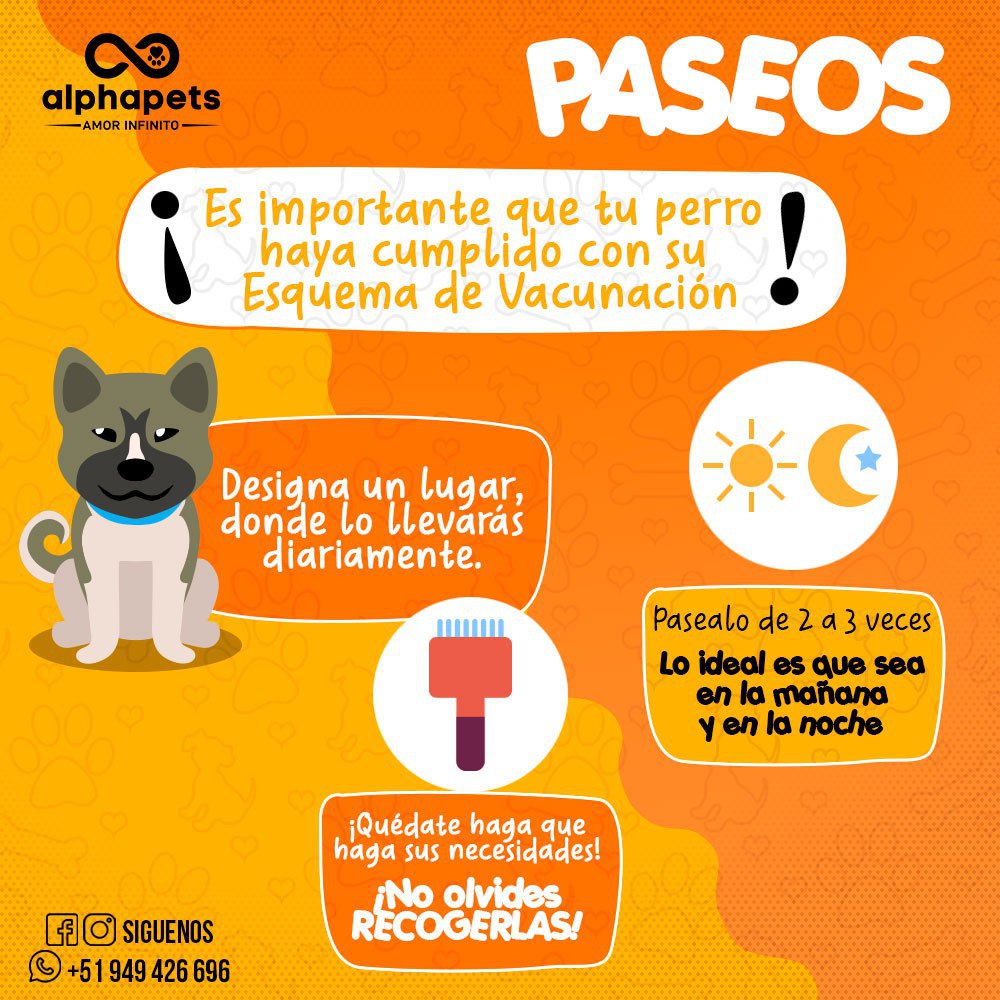 alphapets
AMOR INFINITO
PASEOS
¡Es importante que tu perro
haya cumplido con su
Esquema de Vacunación!
Designa un lugar,
donde lo llevarás
diariamente.
Pasealo de 2 a 3 veces
Lo ideal es que sea
en la mañana
y en la noche
¡Quédate haga que
haga sus necesidades!
¡No olvides
RECOGERLAS!
SIGUENOS
+51 949 426 696